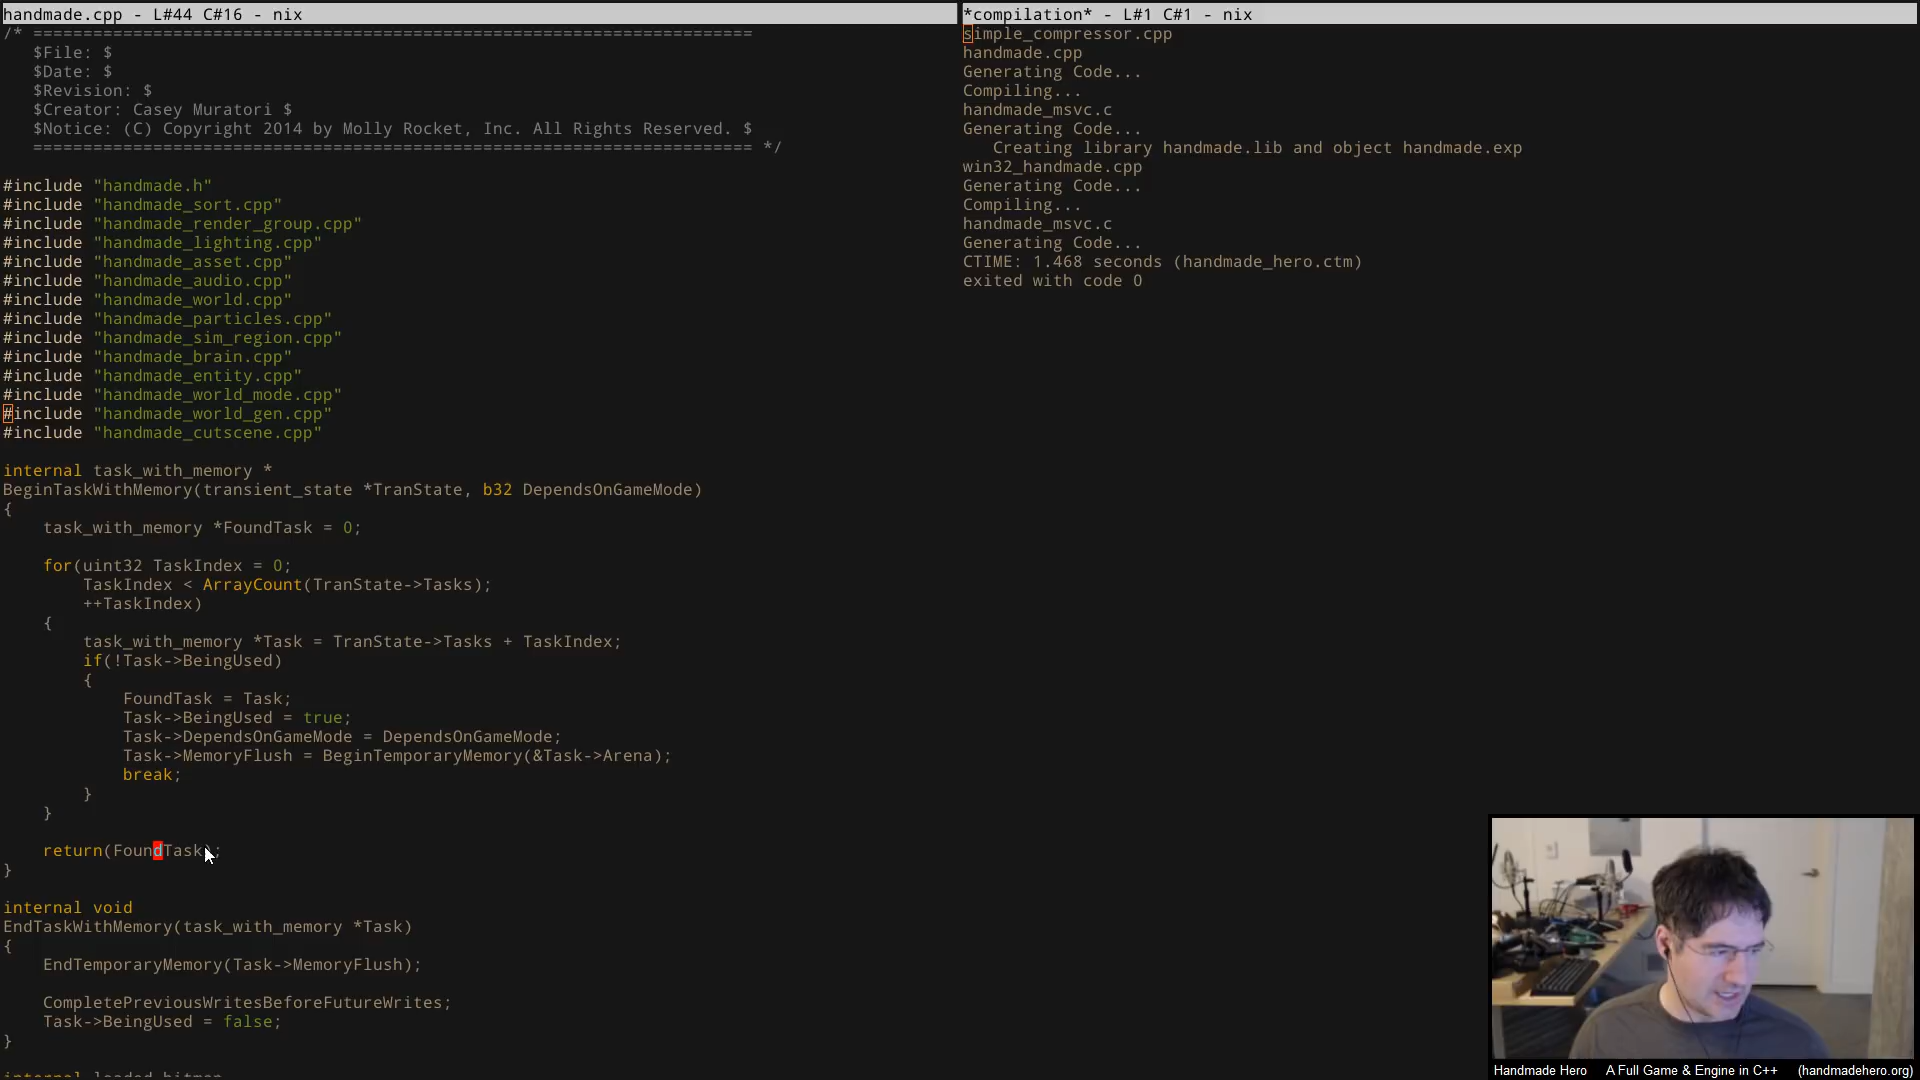 handmade.cpp - L#44 C#16 - nix
/* ========================================================================
   $File: $
   $Date: $
   $Revision: $
   $Creator: Casey Muratori $
   $Notice: (C) Copyright 2014 by Molly Rocket, Inc. All Rights Reserved. $
   ======================================================================== */

#include "handmade.h"
#include "handmade_sort.cpp"
#include "handmade_render_group.cpp"
#include "handmade_lighting.cpp"
#include "handmade_asset.cpp"
#include "handmade_audio.cpp"
#include "handmade_world.cpp"
#include "handmade_particles.cpp"
#include "handmade_sim_region.cpp"
#include "handmade_brain.cpp"
#include "handmade_entity.cpp"
#include "handmade_world_mode.cpp"
#include "handmade_world_gen.cpp"
#include "handmade_cutscene.cpp"

internal task_with_memory *
BeginTaskWithMemory(transient_state *TranState, b32 DependsOnGameMode)
{
    task_with_memory *FoundTask = 0;

    for(uint32 TaskIndex = 0;
        TaskIndex < ArrayCount(TranState->Tasks);
        ++TaskIndex)
    {
        task_with_memory *Task = TranState->Tasks + TaskIndex;
        if(!Task->BeingUsed)
        {
            FoundTask = Task;
            Task->BeingUsed = true;
            Task->DependsOnGameMode = DependsOnGameMode;
            Task->MemoryFlush = BeginTemporaryMemory(&Task->Arena);
            break;
        }
    }

    return(FoundTask);
}

internal void
EndTaskWithMemory(task_with_memory *Task)
{
    EndTemporaryMemory(Task->MemoryFlush);

    CompletePreviousWritesBeforeFutureWrites;
    Task->BeingUsed = false;
}

internal loaded_bitmap
*compilation* - L#1 C#1 - nix
simple_compressor.cpp
handmade.cpp
Generating Code...
Compiling...
handmade_msvc.c
Generating Code...
   Creating library handmade.lib and object handmade.exp
win32_handmade.cpp
Generating Code...
Compiling...
handmade_msvc.c
Generating Code...
CTIME: 1.468 seconds (handmade_hero.ctm)
exited with code 0
Handmade Hero A Full Game & Engine in C++ (handmadehero.org)